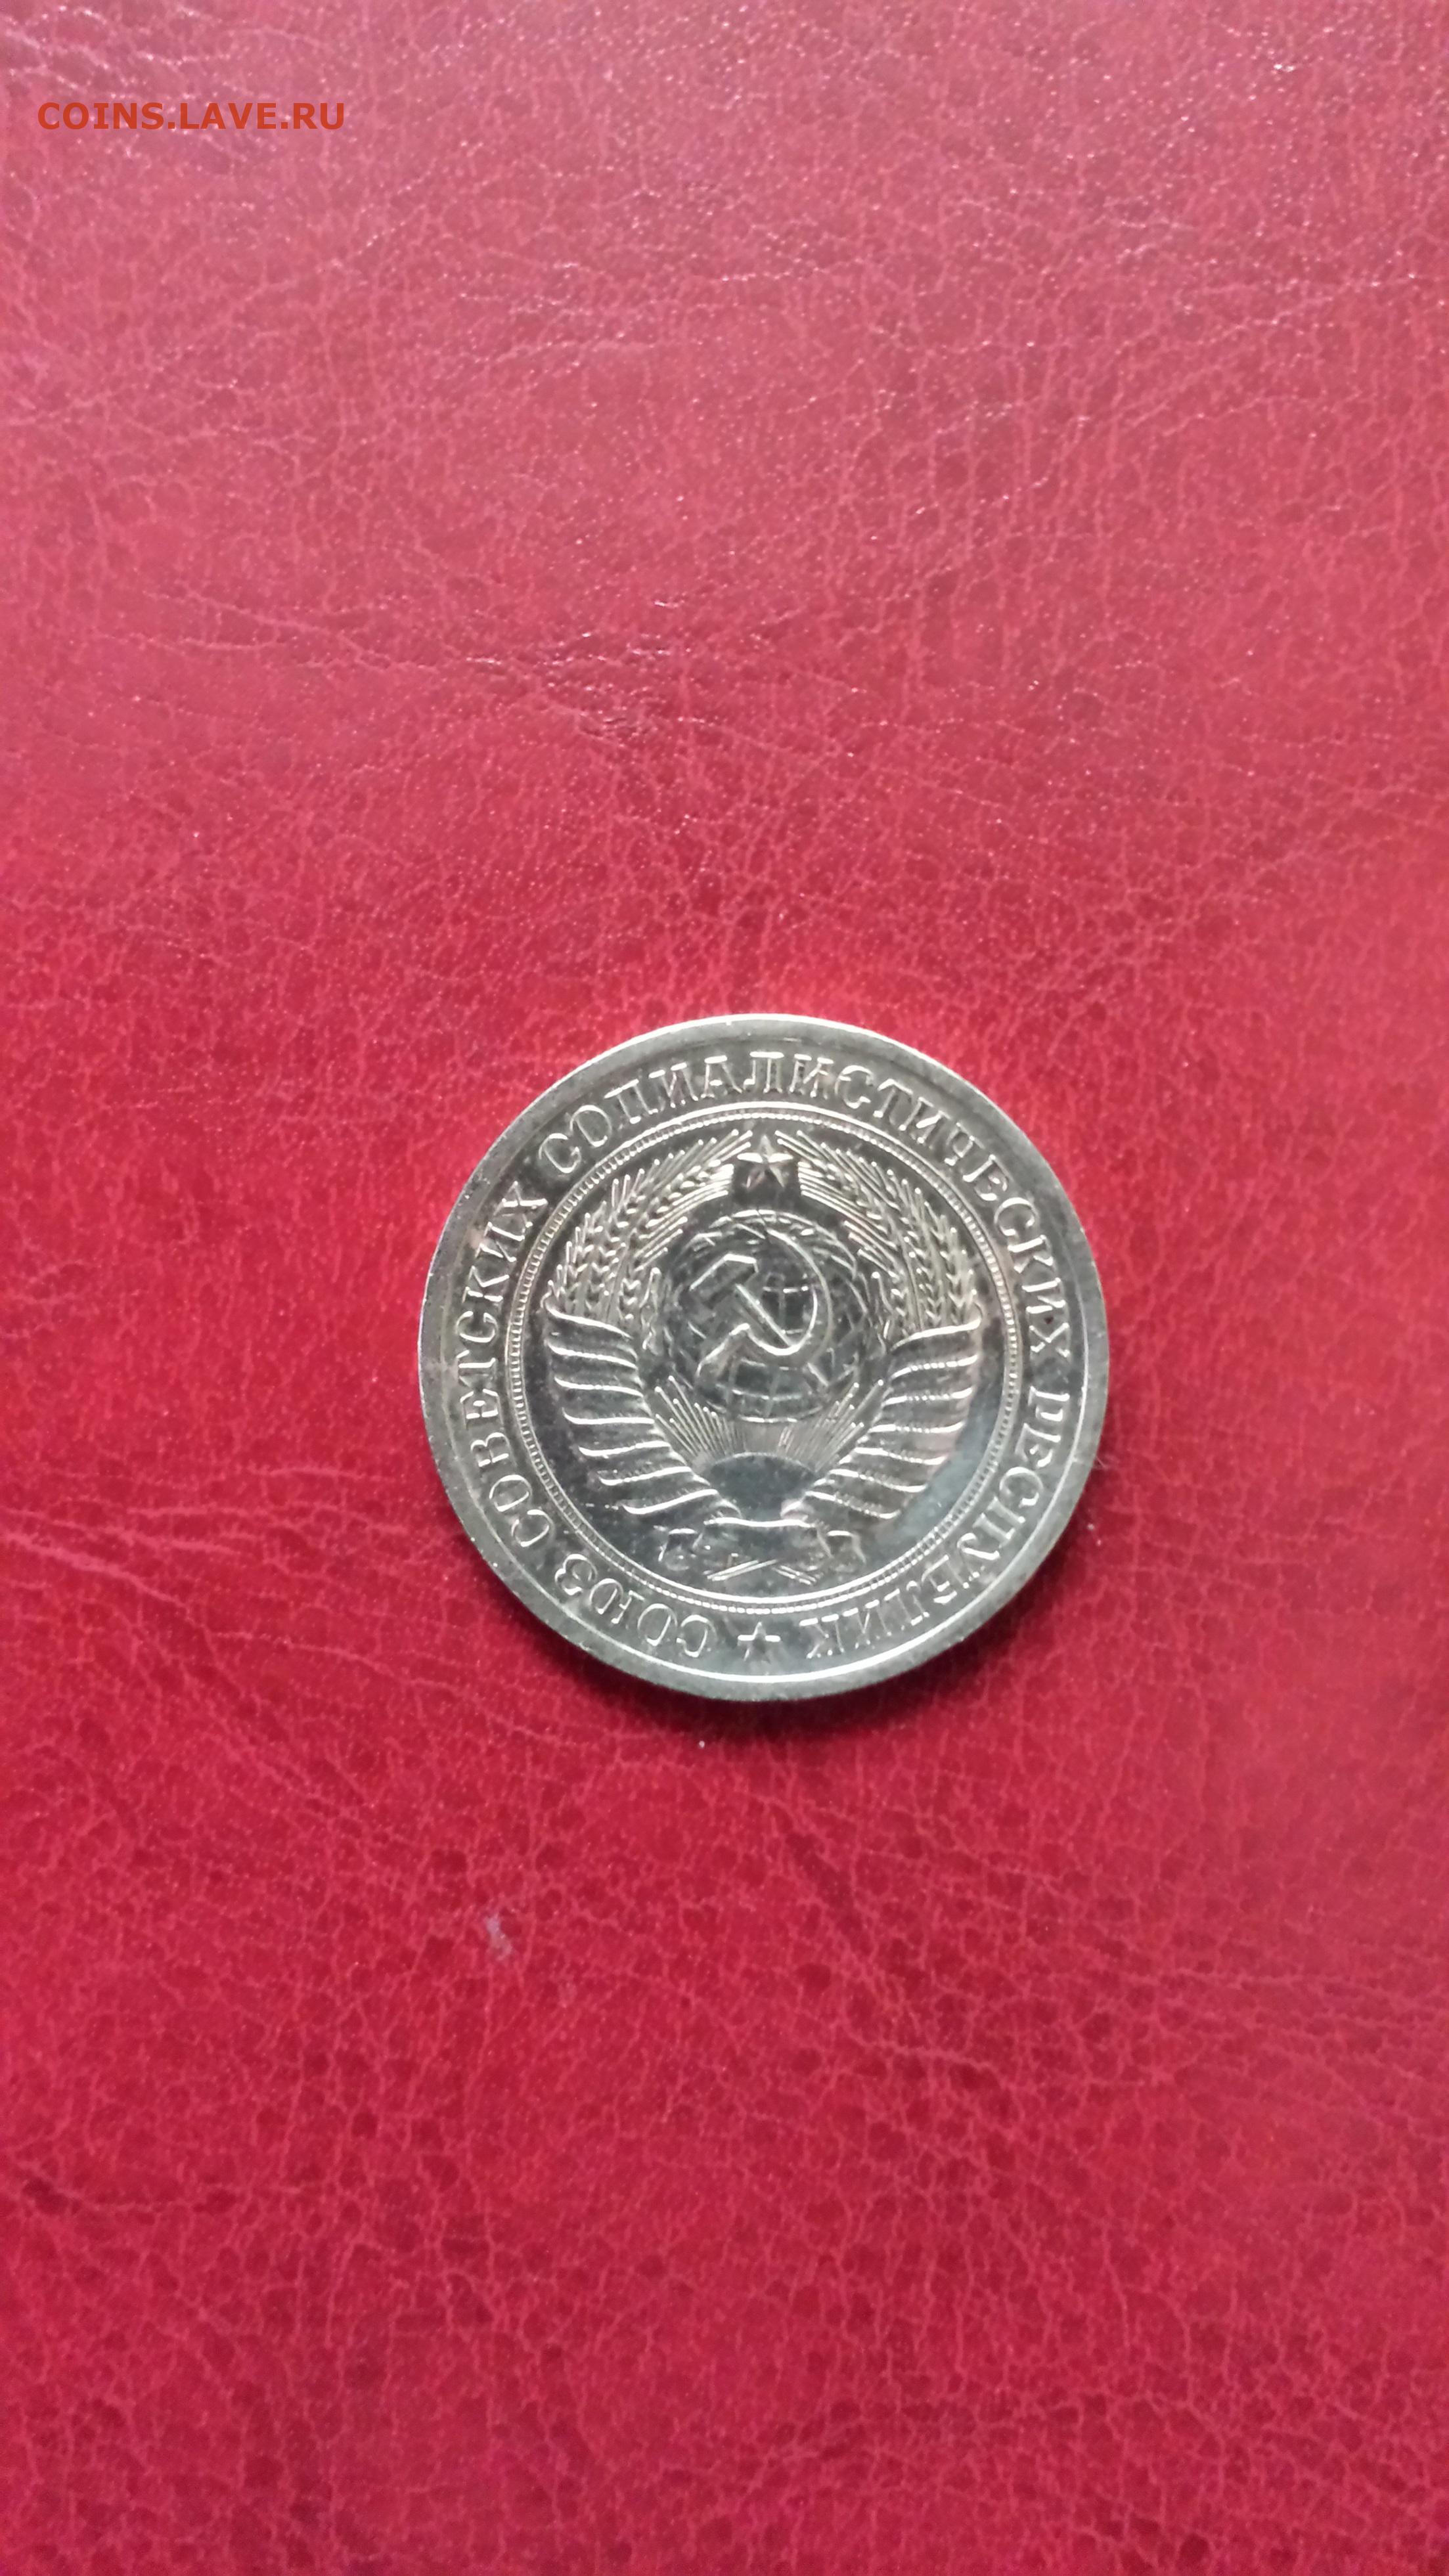 COINS.LAVE.RU
СОЮЗ СОВЕТСКИХ СОЦИАЛИСТИЧЕСКИХ РЕСПУБЛИК